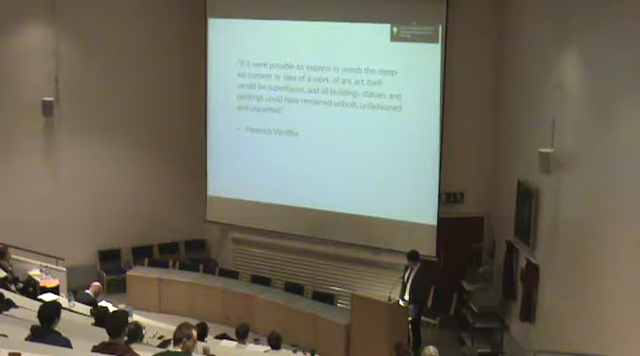 "If it were possible to express in words the deep-
ed content or idea of a work of art, art itself
would be superfluous, and all buildings, statues and
paintings could have remained unbuilt, unfashioned
and unpainted."
– Heinrich Wölfflin